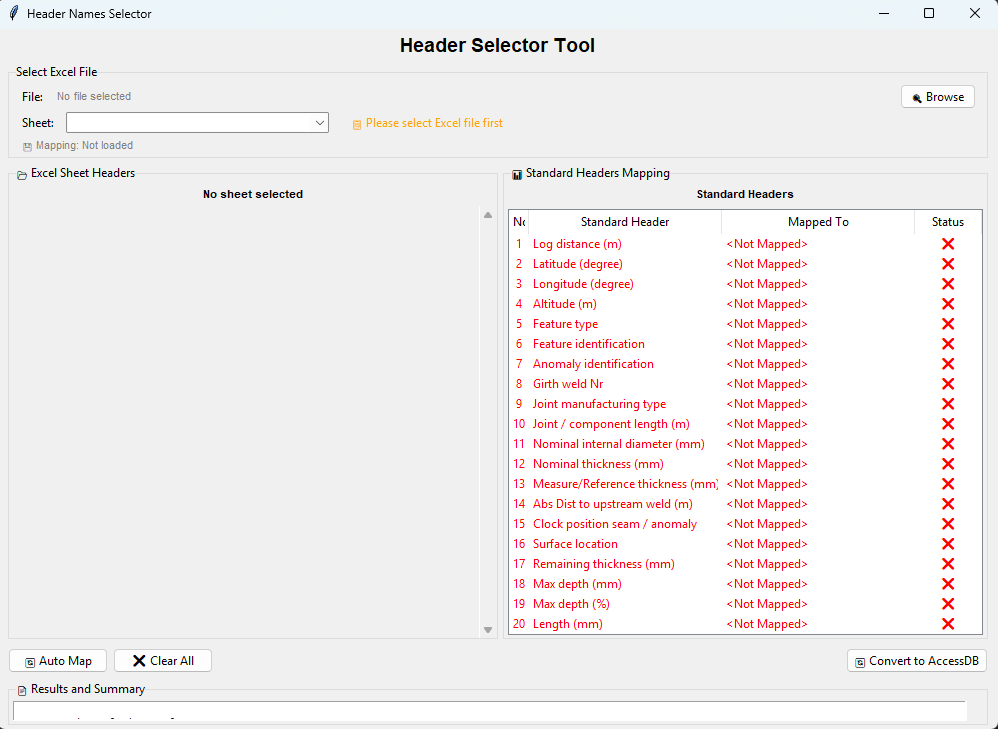 Header Names Selector
Header Selector Tool
Select Excel File
File: No file selected
Browse
Sheet:
Please select Excel file first
Mapping: Not loaded
Excel Sheet Headers
No sheet selected
Standard Headers Mapping
Standard Headers
Standard Header Mapped To Status
1 Log distance (m) <Not Mapped>
2 Latitude (degree) <Not Mapped>
3 Longitude (degree) <Not Mapped>
4 Altitude (m) <Not Mapped>
5 Feature type <Not Mapped>
6 Feature identification <Not Mapped>
7 Anomaly identification <Not Mapped>
8 Girth weld Nr <Not Mapped>
9 Joint manufacturing type <Not Mapped>
10 Joint / component length (m) <Not Mapped>
11 Nominal internal diameter (mm) <Not Mapped>
12 Nominal thickness (mm) <Not Mapped>
13 Measure/Reference thickness (mm) <Not Mapped>
14 Abs Dist to upstream weld (m) <Not Mapped>
15 Clock position seam / anomaly <Not Mapped>
16 Surface location <Not Mapped>
17 Remaining thickness (mm) <Not Mapped>
18 Max depth (mm) <Not Mapped>
19 Max depth (%) <Not Mapped>
20 Length (mm) <Not Mapped>
Auto Map
Clear All
Convert to AccessDB
Results and Summary